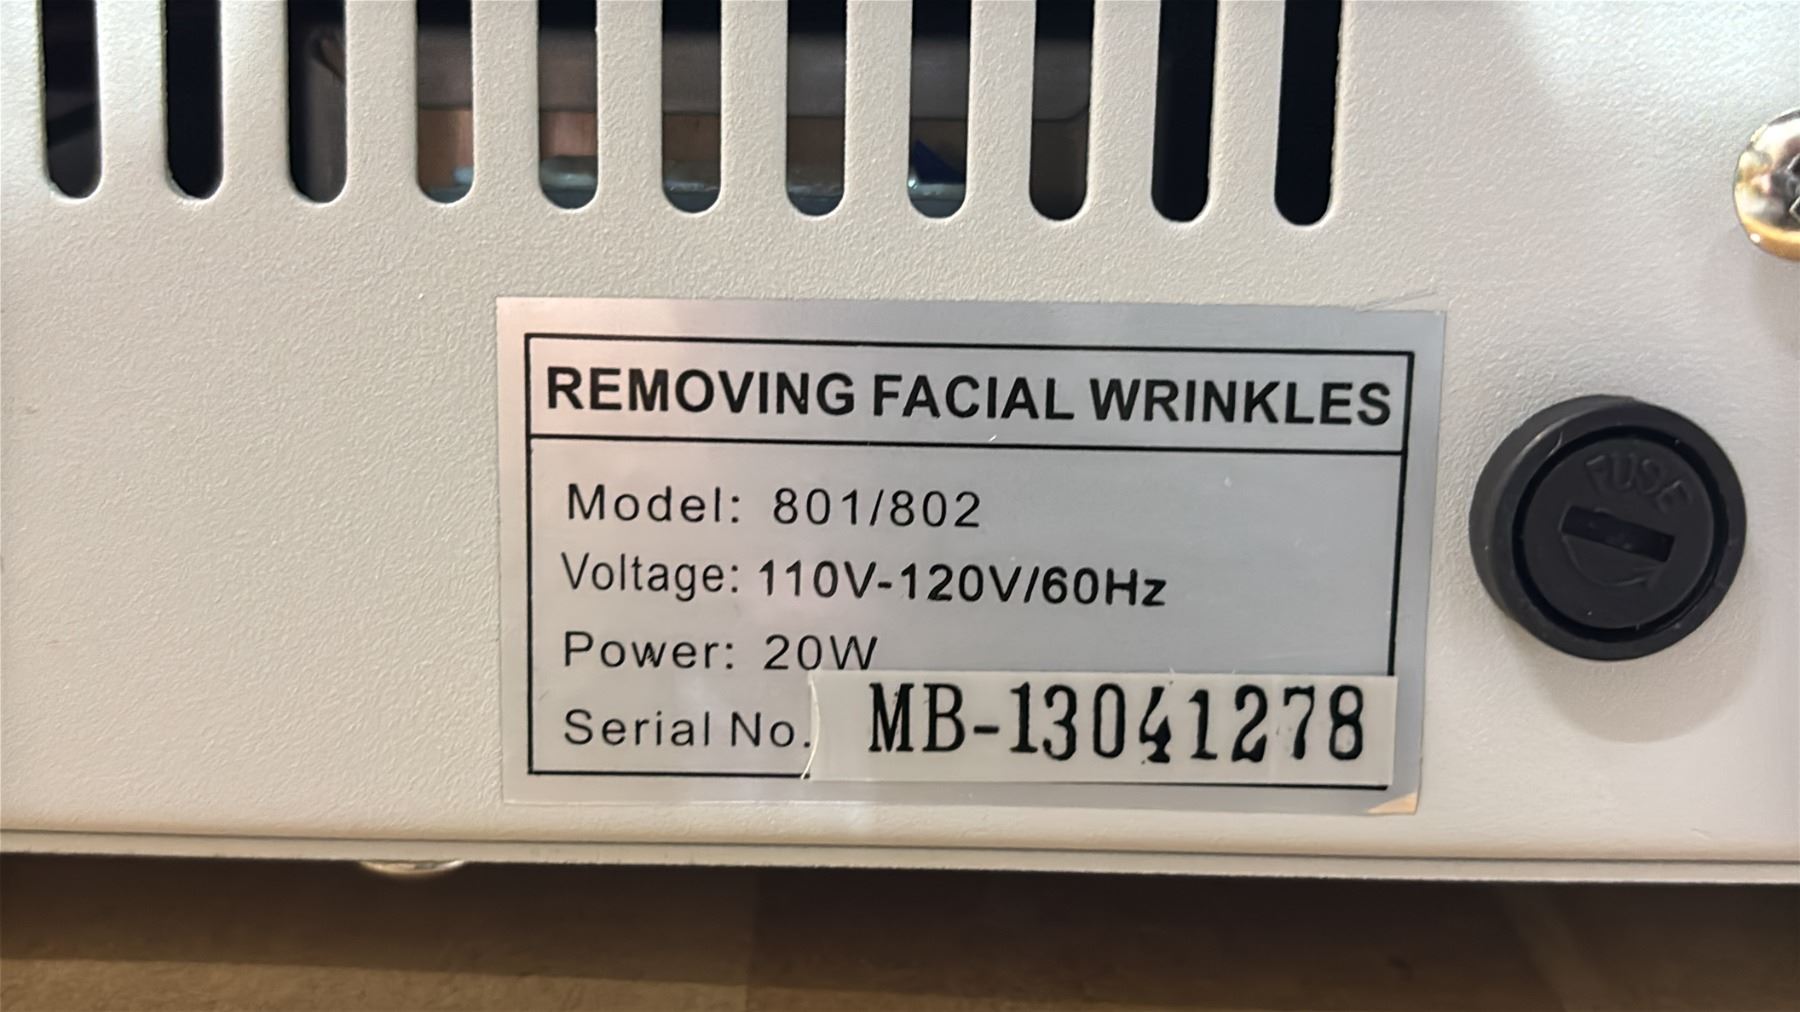 REMOVING FACIAL WRINKLES
Model: 801/802
Voltage: 110V-120V/60Hz
Power: 20W
Serial No. MB-13041278
FUSE